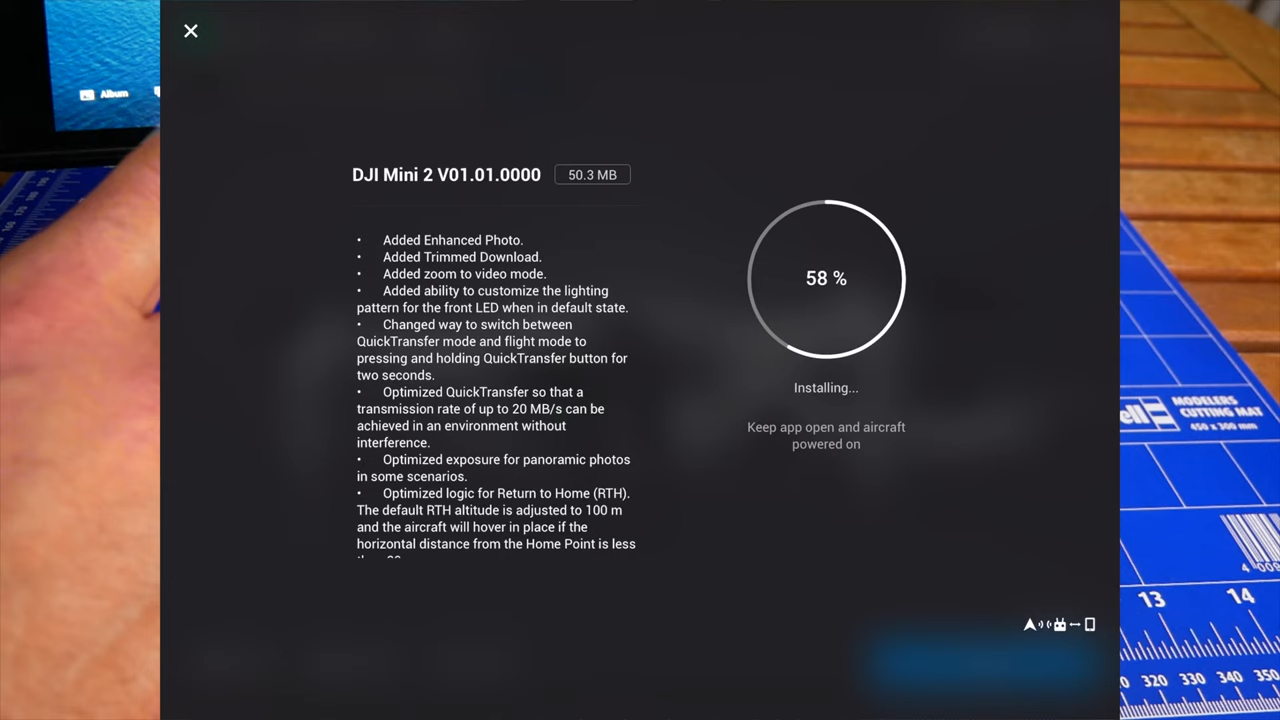 Album
DJI Mini 2 V01.01.0000
50.3 MB
• Added Enhanced Photo.
• Added Trimmed Download.
• Added zoom to video mode.
• Added ability to customize the lighting
pattern for the front LED when in default state.
• Changed way to switch between
QuickTransfer mode and flight mode to
pressing and holding QuickTransfer button for
two seconds.
• Optimized QuickTransfer so that a
transmission rate of up to 20 MB/s can be
achieved in an environment without
interference.
• Optimized exposure for panoramic photos
in some scenarios.
• Optimized logic for Return to Home (RTH).
The default RTH altitude is adjusted to 100 m
and the aircraft will hover in place if the
horizontal distance from the Home Point is less
58 %
Installing...
Keep app open and aircraft
powered on
MODELERS
CUTTING MAT
450 x 300 mm
13 14
320 330 340 350